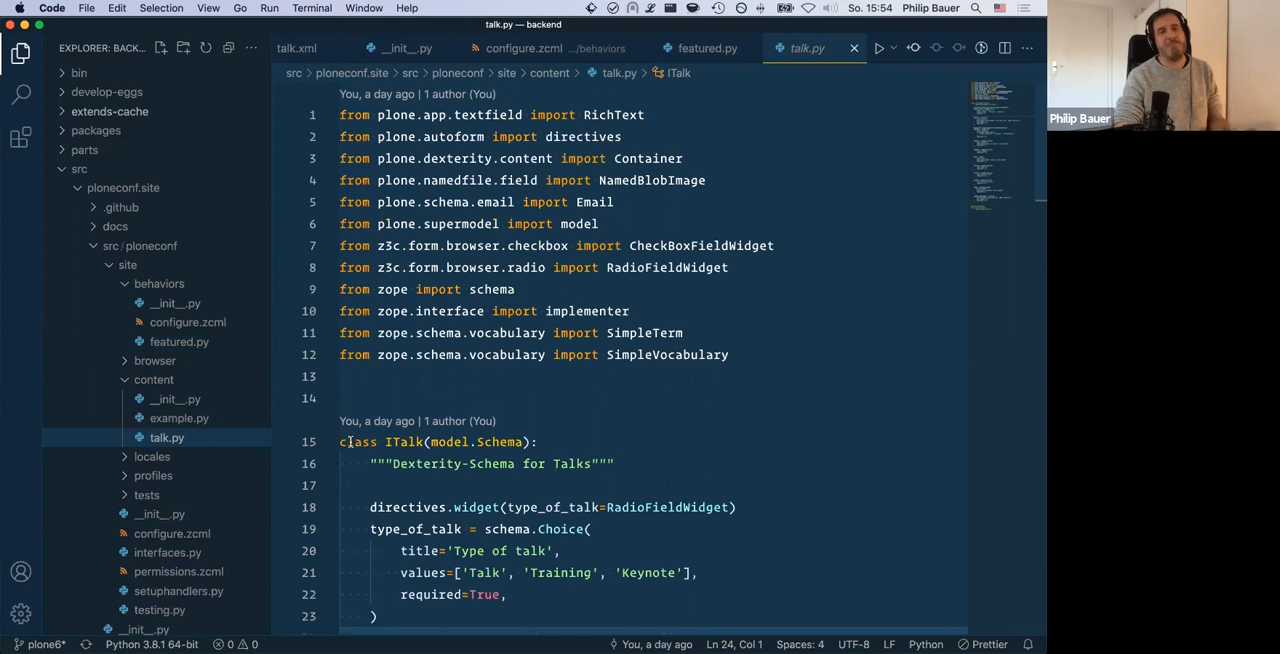 Code File Edit Selection View Go Run Terminal Window Help So. 15:54 Philip Bauer
talk.py — backend
EXPLORER: BACK...
talk.xml __init__.py configure.zcml .../behaviors featured.py talk.py
src > ploneconf.site > src > ploneconf > site > content > talk.py > ITalk
bin
develop-eggs
extends-cache
packages
parts
src
ploneconf.site
.github
docs
src/ploneconf
site
behaviors
__init__.py
configure.zcml
featured.py
browser
content
__init__.py
example.py
talk.py
locales
profiles
tests
__init__.py
configure.zcml
interfaces.py
permissions.zcml
setuphandlers.py
testing.py
__init__.py
You, a day ago | 1 author (You)
1 from plone.app.textfield import RichText
2 from plone.autoform import directives
3 from plone.dexterity.content import Container
4 from plone.namedfile.field import NamedBlobImage
5 from plone.schema.email import Email
6 from plone.supermodel import model
7 from z3c.form.browser.checkbox import CheckBoxFieldWidget
8 from z3c.form.browser.radio import RadioFieldWidget
9 from zope import schema
10 from zope.interface import implementer
11 from zope.schema.vocabulary import SimpleTerm
12 from zope.schema.vocabulary import SimpleVocabulary
13
14
You, a day ago | 1 author (You)
15 class ITalk(model.Schema):
16 """Dexterity-Schema for Talks"""
17
18 directives.widget(type_of_talk=RadioFieldWidget)
19 type_of_talk = schema.Choice(
20 title='Type of talk',
21 values=['Talk', 'Training', 'Keynote'],
22 required=True,
23 )
Philip Bauer
plone6* Python 3.8.1 64-bit 0 0 You, a day ago Ln 24, Col 1 Spaces: 4 UTF-8 LF Python Prettier